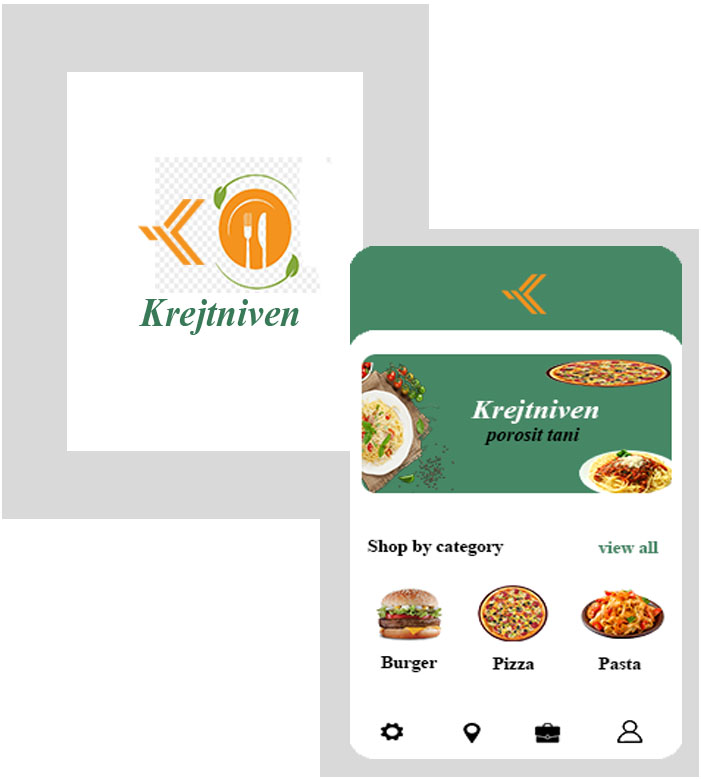 Krejtniven
Krejtniven
porosit tani
Shop by category
view all
Burger
Pizza
Pasta